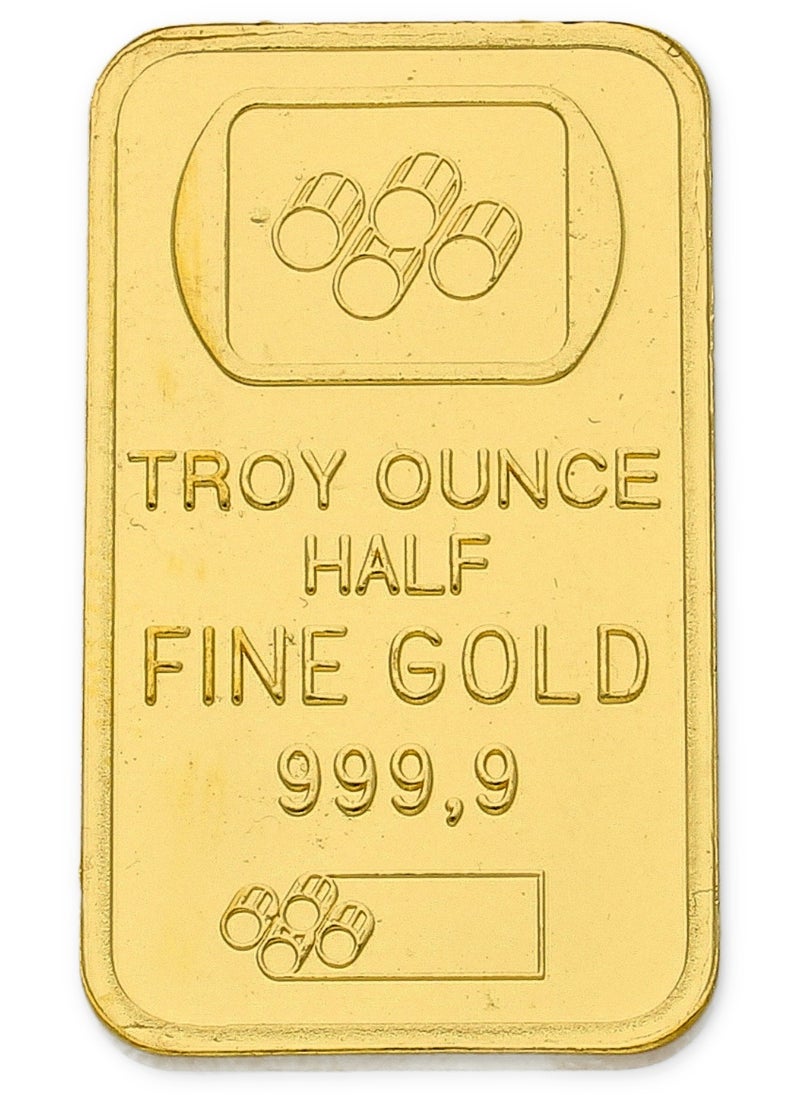 TROY OUNCE
HALF
FINE GOLD
999,9